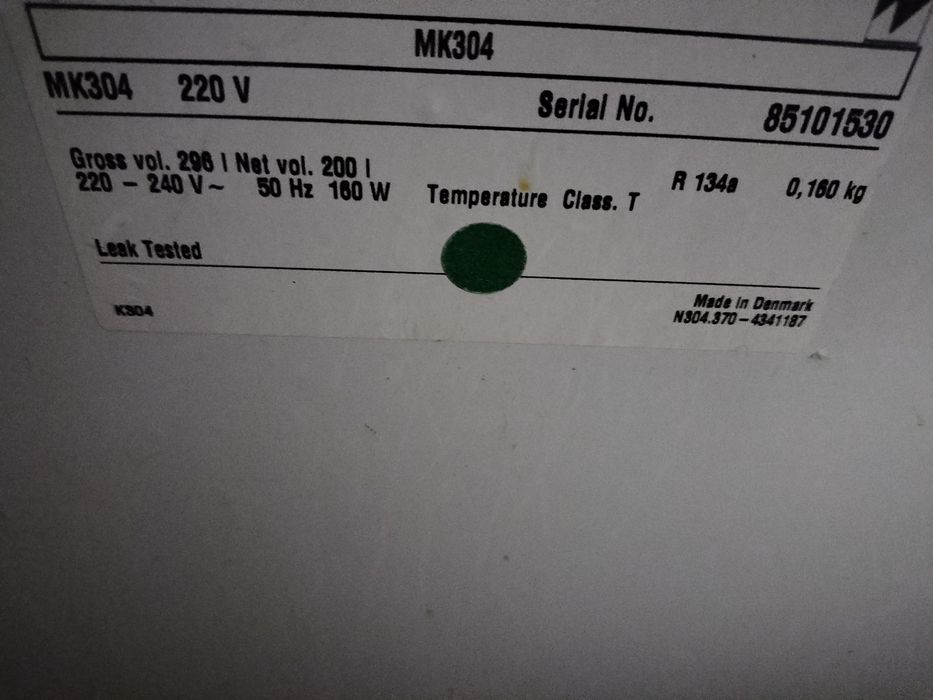 MK304
MK304 220 V Serial No. 85101530
Gross vol. 296 l Net vol. 200 l
220 – 240 V ~ 50 Hz 160 W Temperature Class. T R 134a 0,160 kg
Leak Tested
K304 Made in Denmark
N304.370–4341187